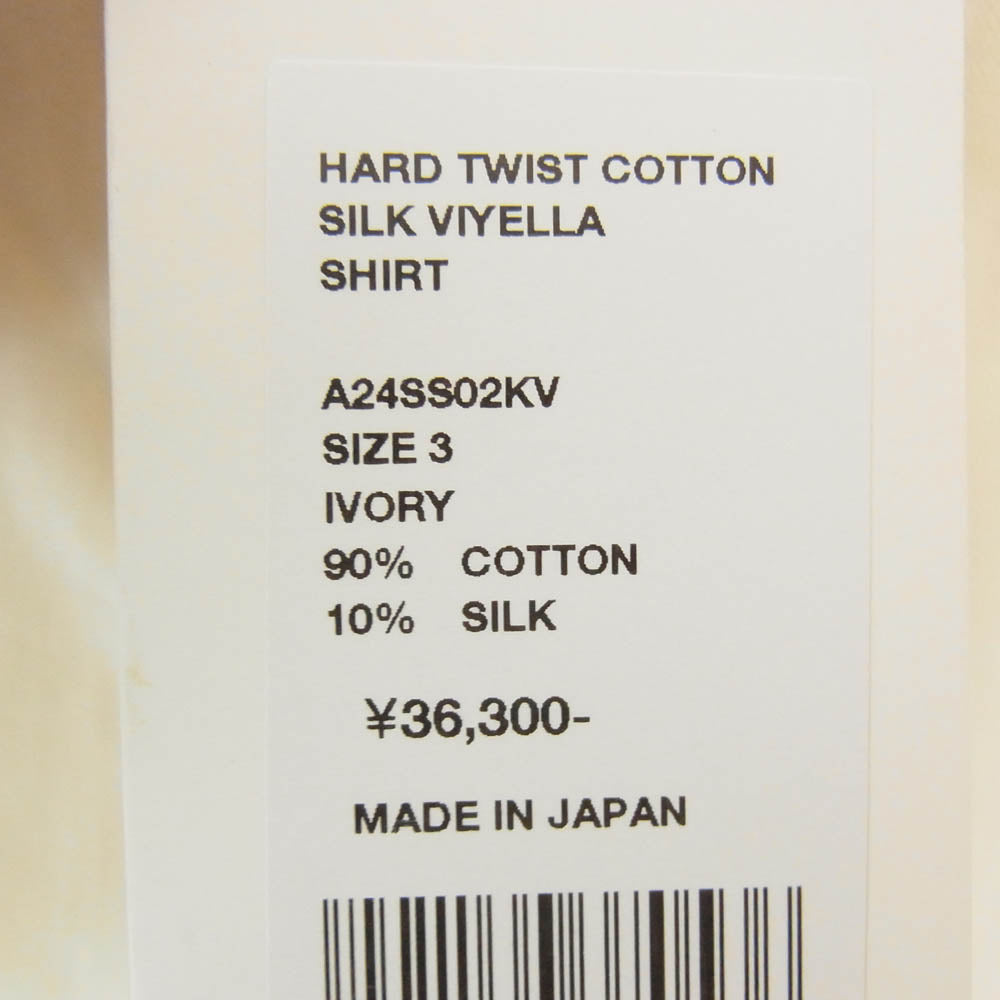 HARD TWIST COTTON
SILK VIYELLA
SHIRT
A24SS02KV
SIZE 3
IVORY
90% COTTON
10% SILK
¥36,300-
MADE IN JAPAN